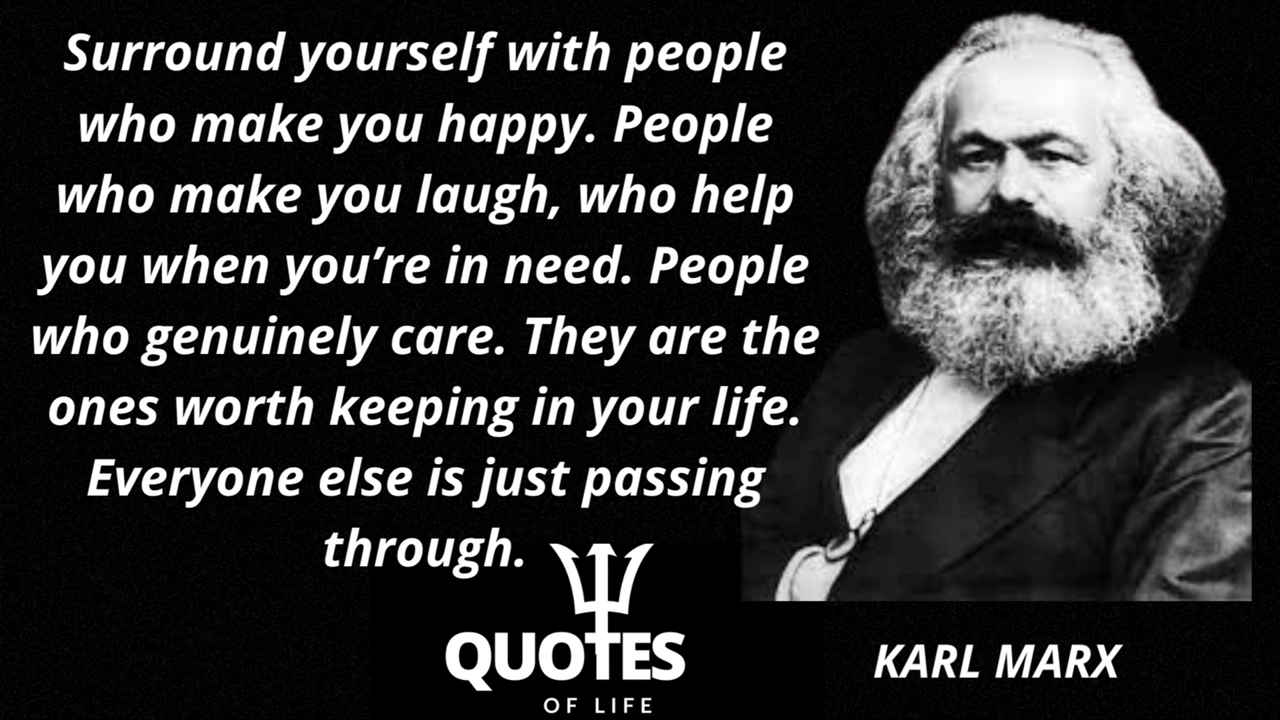 Surround yourself with people
who make you happy. People
who make you laugh, who help
you when you’re in need. People
who genuinely care. They are the
ones worth keeping in your life.
Everyone else is just passing
through.
QUOTES
OF LIFE
KARL MARX